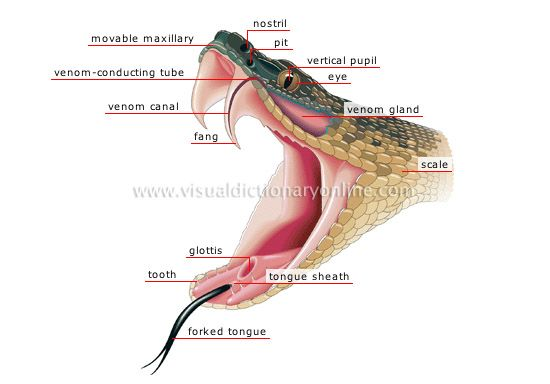 nostril
movable maxillary
pit
vertical pupil
venom-conducting tube
eye
venom canal
venom gland
fang
scale
www.visualdictionaryonline.com
glottis
tooth
tongue sheath
forked tongue